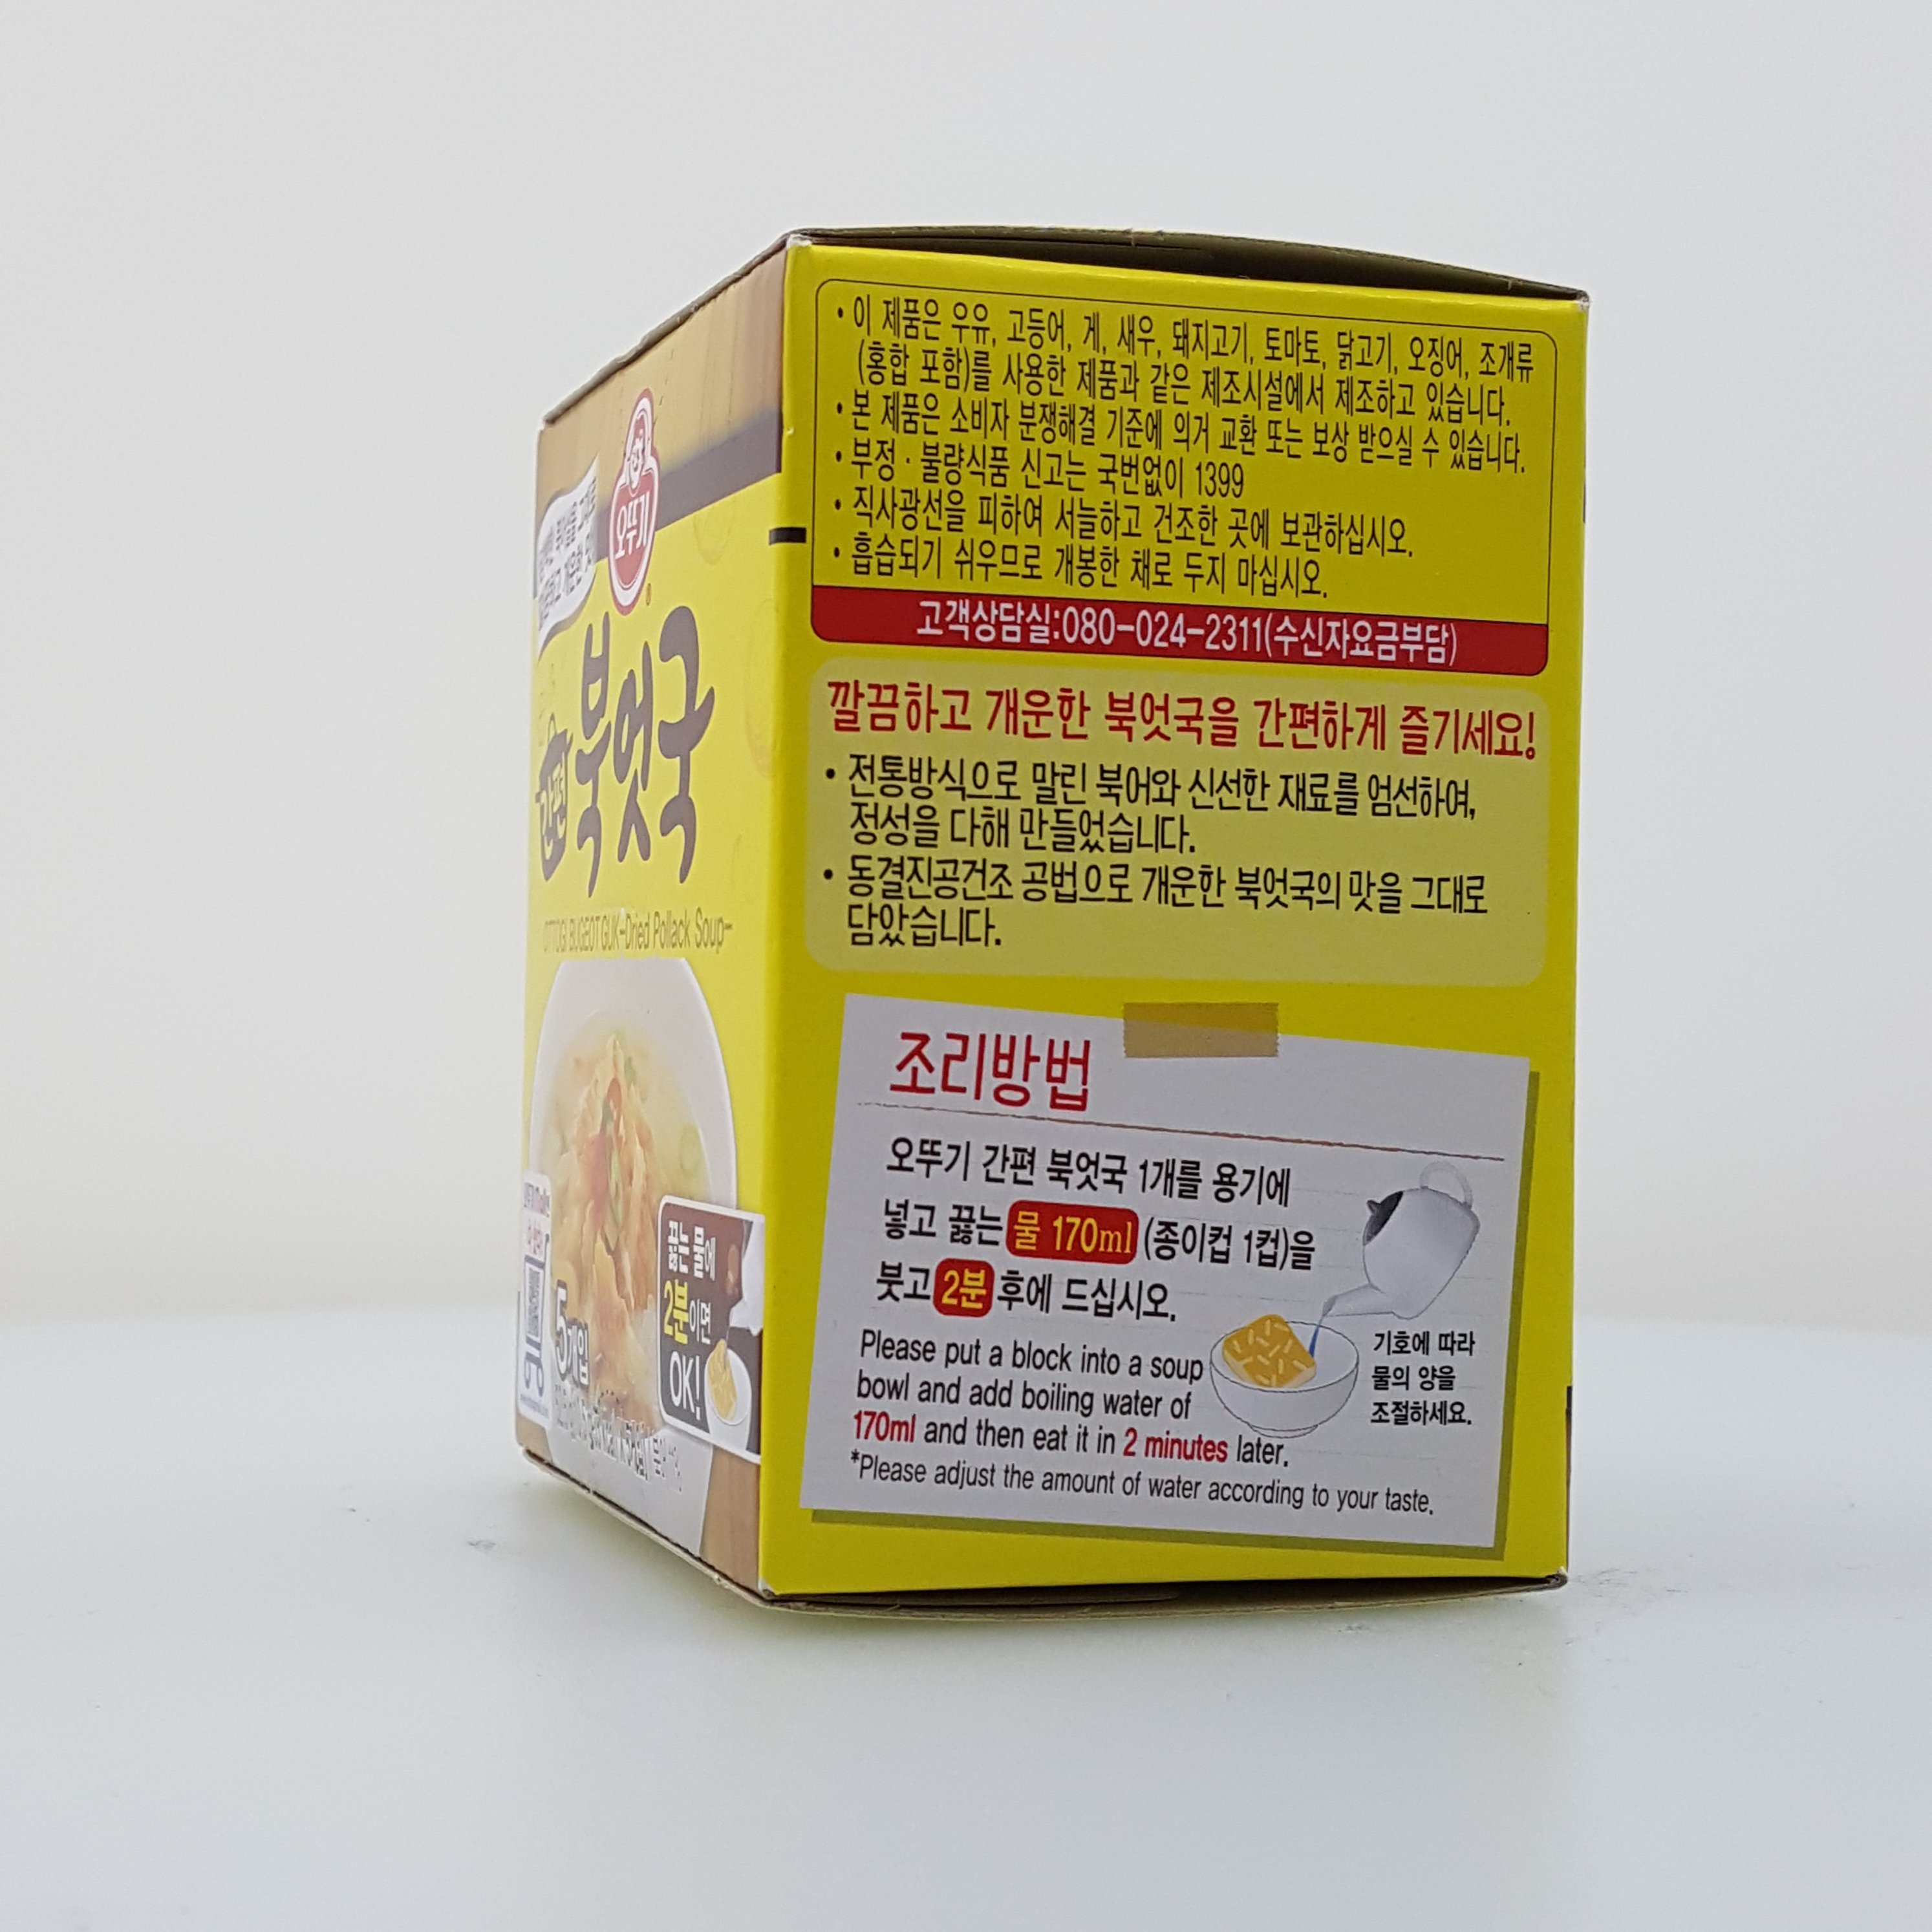 오뚜기
간편 북엇국
OTTOGI BUGEOT GUK-Dried Pollack Soup-
끓는 물에
2분이면
OK!
5개입
• 이 제품은 우유, 고등어, 게, 새우, 돼지고기, 토마토, 닭고기, 오징어, 조개류
(홍합 포함)를 사용한 제품과 같은 제조시설에서 제조하고 있습니다.
• 본 제품은 소비자 분쟁해결 기준에 의거 교환 또는 보상 받으실 수 있습니다.
• 부정·불량식품 신고는 국번없이 1399
• 직사광선을 피하여 서늘하고 건조한 곳에 보관하십시오.
• 흡습되기 쉬우므로 개봉한 채로 두지 마십시오.
고객상담실:080-024-2311(수신자요금부담)
깔끔하고 개운한 북엇국을 간편하게 즐기세요!
• 전통방식으로 말린 북어와 신선한 재료를 엄선하여,
정성을 다해 만들었습니다.
• 동결진공건조 공법으로 개운한 북엇국의 맛을 그대로
담았습니다.
조리방법
오뚜기 간편 북엇국 1개를 용기에
넣고 끓는 물 170ml (종이컵 1컵)을
붓고 2분 후에 드십시오.
기호에 따라
물의 양을
조절하세요.
Please put a block into a soup
bowl and add boiling water of
170ml and then eat it in 2 minutes later.
*Please adjust the amount of water according to your taste.